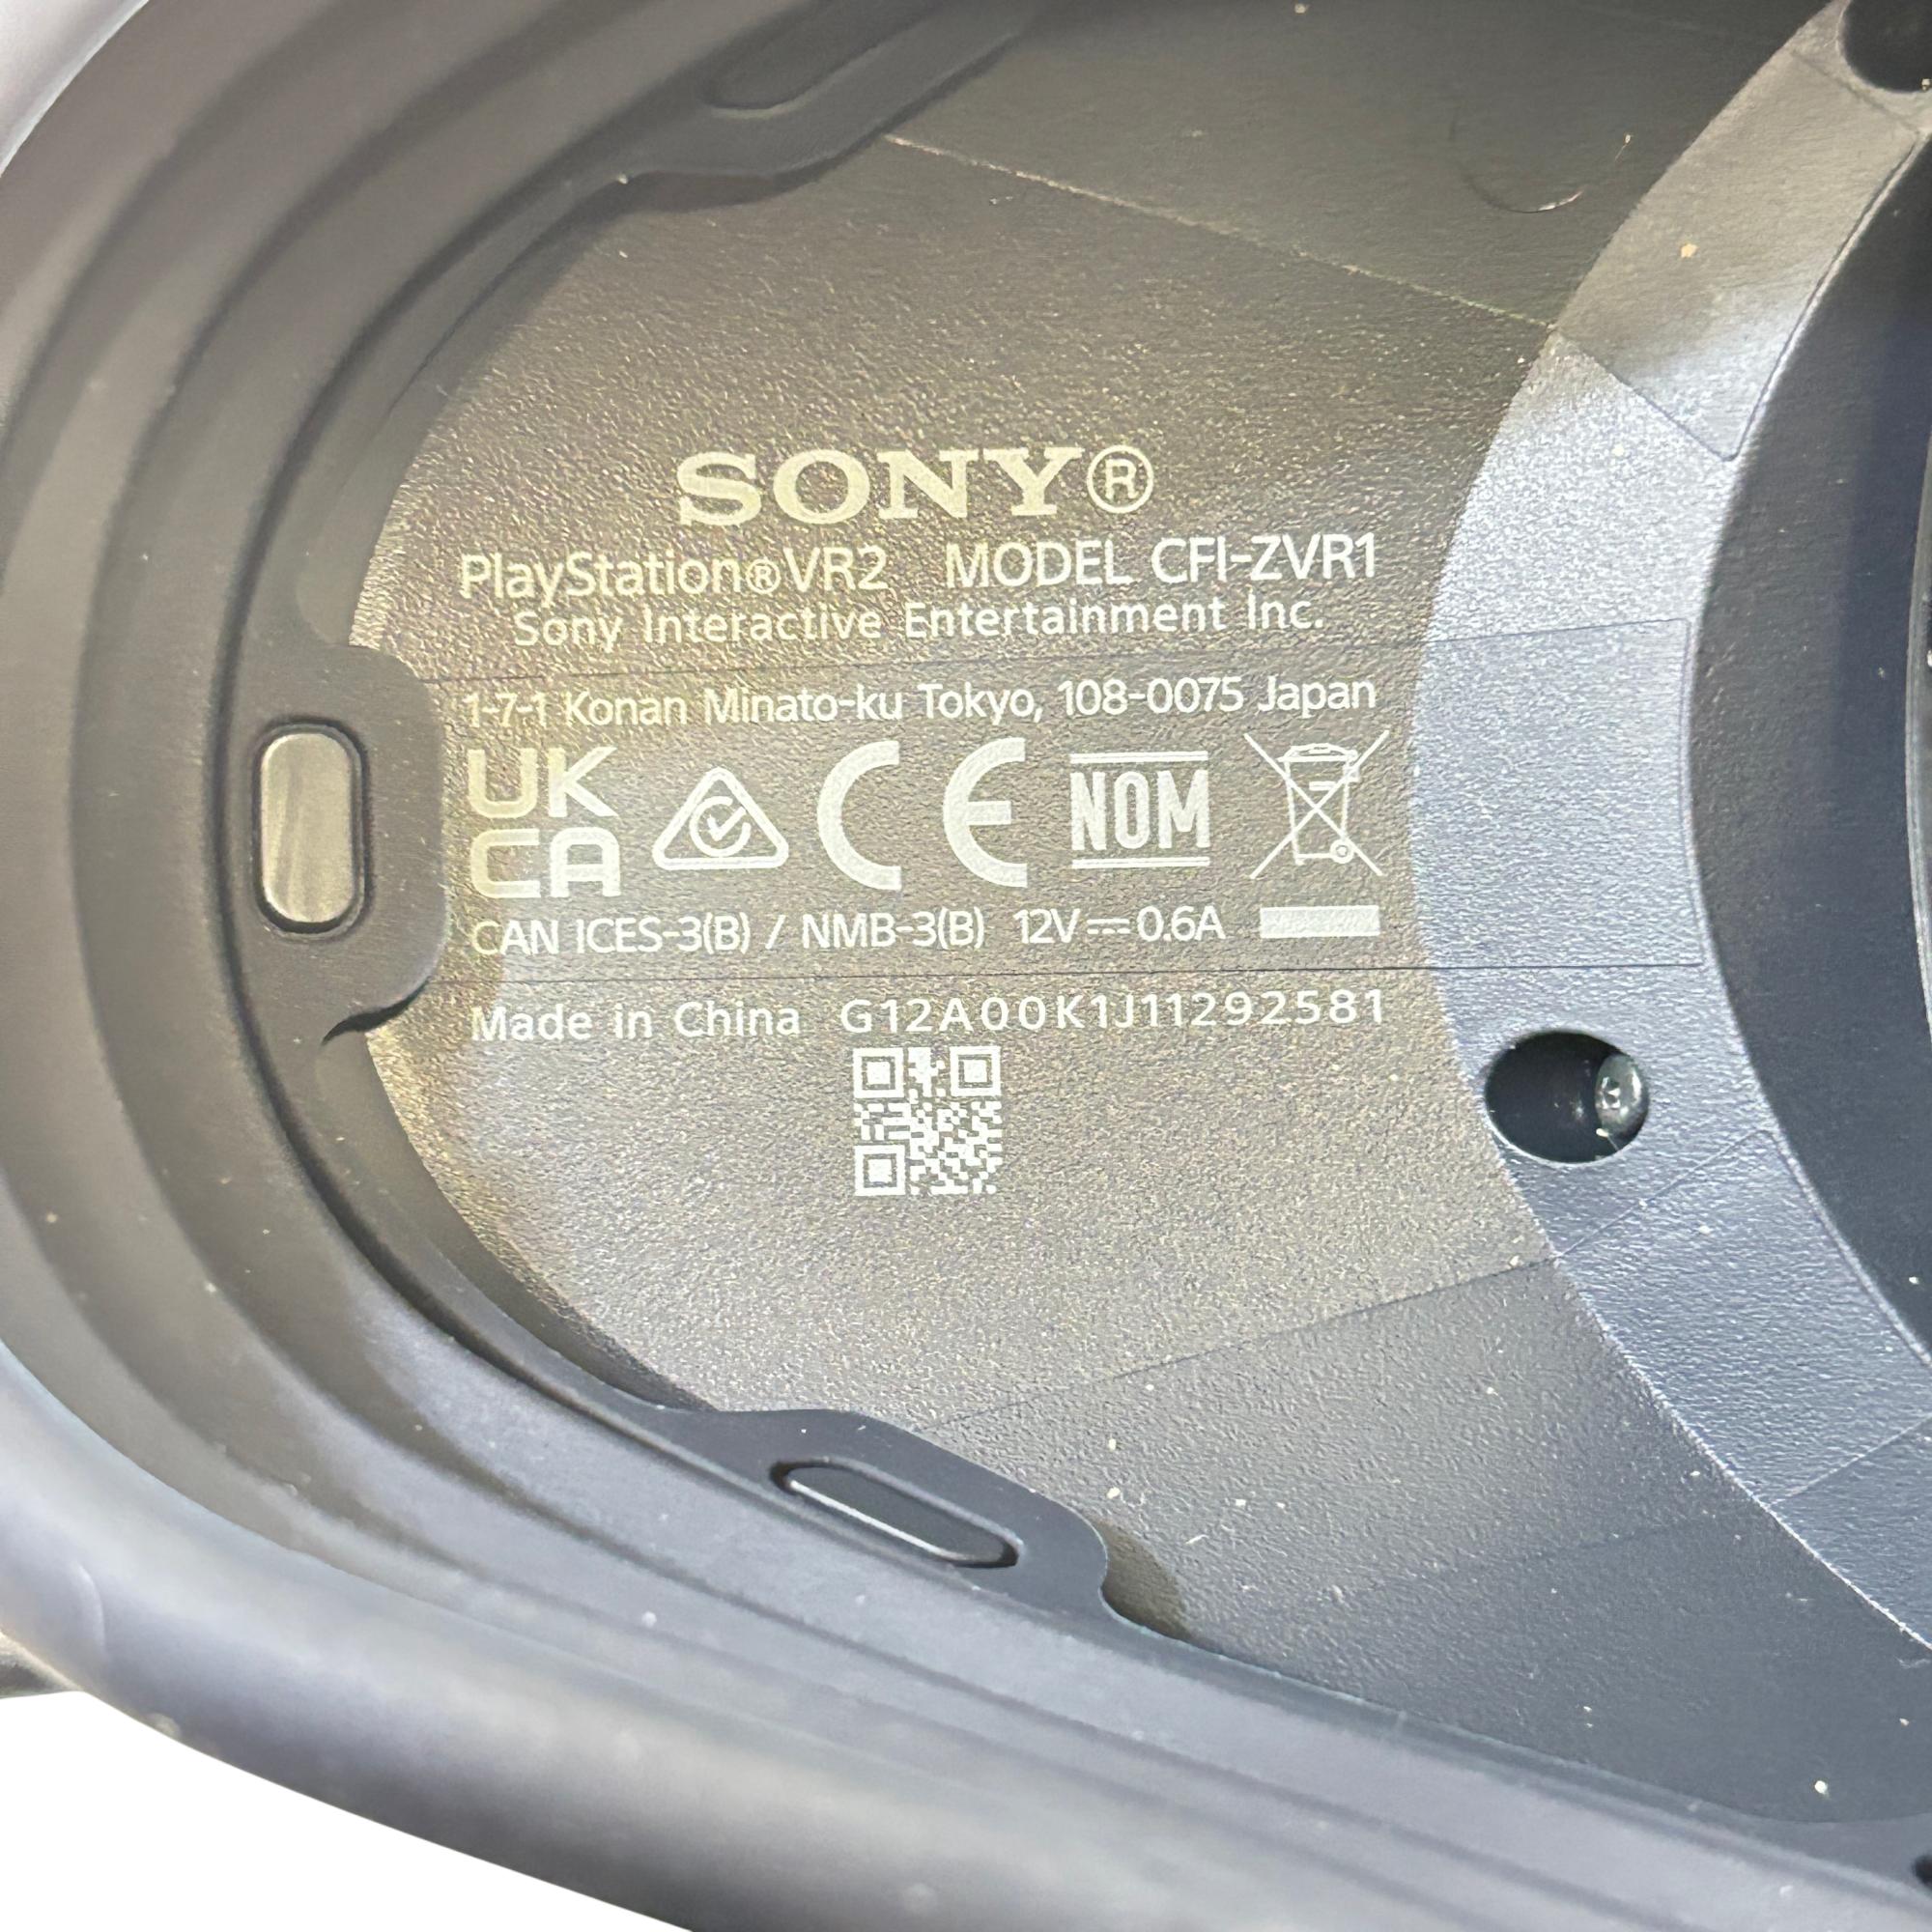 SONY®
PlayStation®VR2 MODEL CFI-ZVR1
Sony Interactive Entertainment Inc.
1-7-1 Konan Minato-ku Tokyo, 108-0075 Japan
UK CA CE NOM
CAN ICES-3(B) / NMB-3(B) 12V⎓0.6A
Made in China G12A00K1J11292581